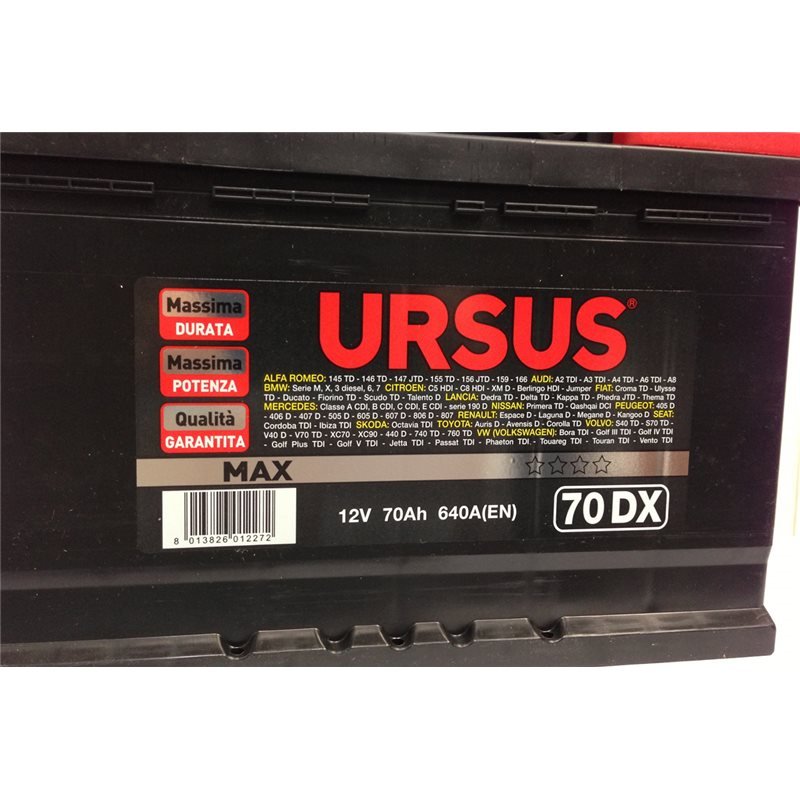 Massima
DURATA
Massima
POTENZA
Qualità
GARANTITA
URSUS®
ALFA ROMEO: 145 TD - 146 TD - 147 JTD - 155 TD - 156 JTD - 159 - 166 AUDI: A2 TDI - A3 TDI - A4 TDI - A6 TDI - A8
BMW: Serie M, X, 3 diesel, 6, 7 CITROEN: C5 HDI - C8 HDI - XM D - Berlingo HDI - Jumper FIAT: Croma TD - Ulysse
TD - Ducato - Fiorino TD - Scudo TD - Talento D LANCIA: Dedra TD - Delta TD - Kappa TD - Phedra JTD - Thema TD
MERCEDES: Classe A CDI, B CDI, C CDI, E CDI - serie 190 D NISSAN: Primera TD - Qashqai DCI PEUGEOT: 405 D
- 406 D - 407 D - 505 D - 605 D - 607 D - 806 D - 807 RENAULT: Espace D - Laguna D - Megane D - Kangoo D SEAT:
Cordoba TDI - Ibiza TDI SKODA: Octavia TDI TOYOTA: Auris D - Avensis D - Corolla TD VOLVO: S40 TD - S70 TD -
V40 D - V70 TD - XC70 - XC90 - 440 D - 740 TD - 760 TD VW (VOLKSWAGEN): Bora TDI - Golf III TDI - Golf IV TDI
- Golf Plus TDI - Golf V TDI - Jetta TDI - Passat TDI - Phaeton TDI - Touareg TDI - Touran TDI - Vento TDI
MAX
12V 70Ah 640A(EN)
70 DX
8 013826 012272